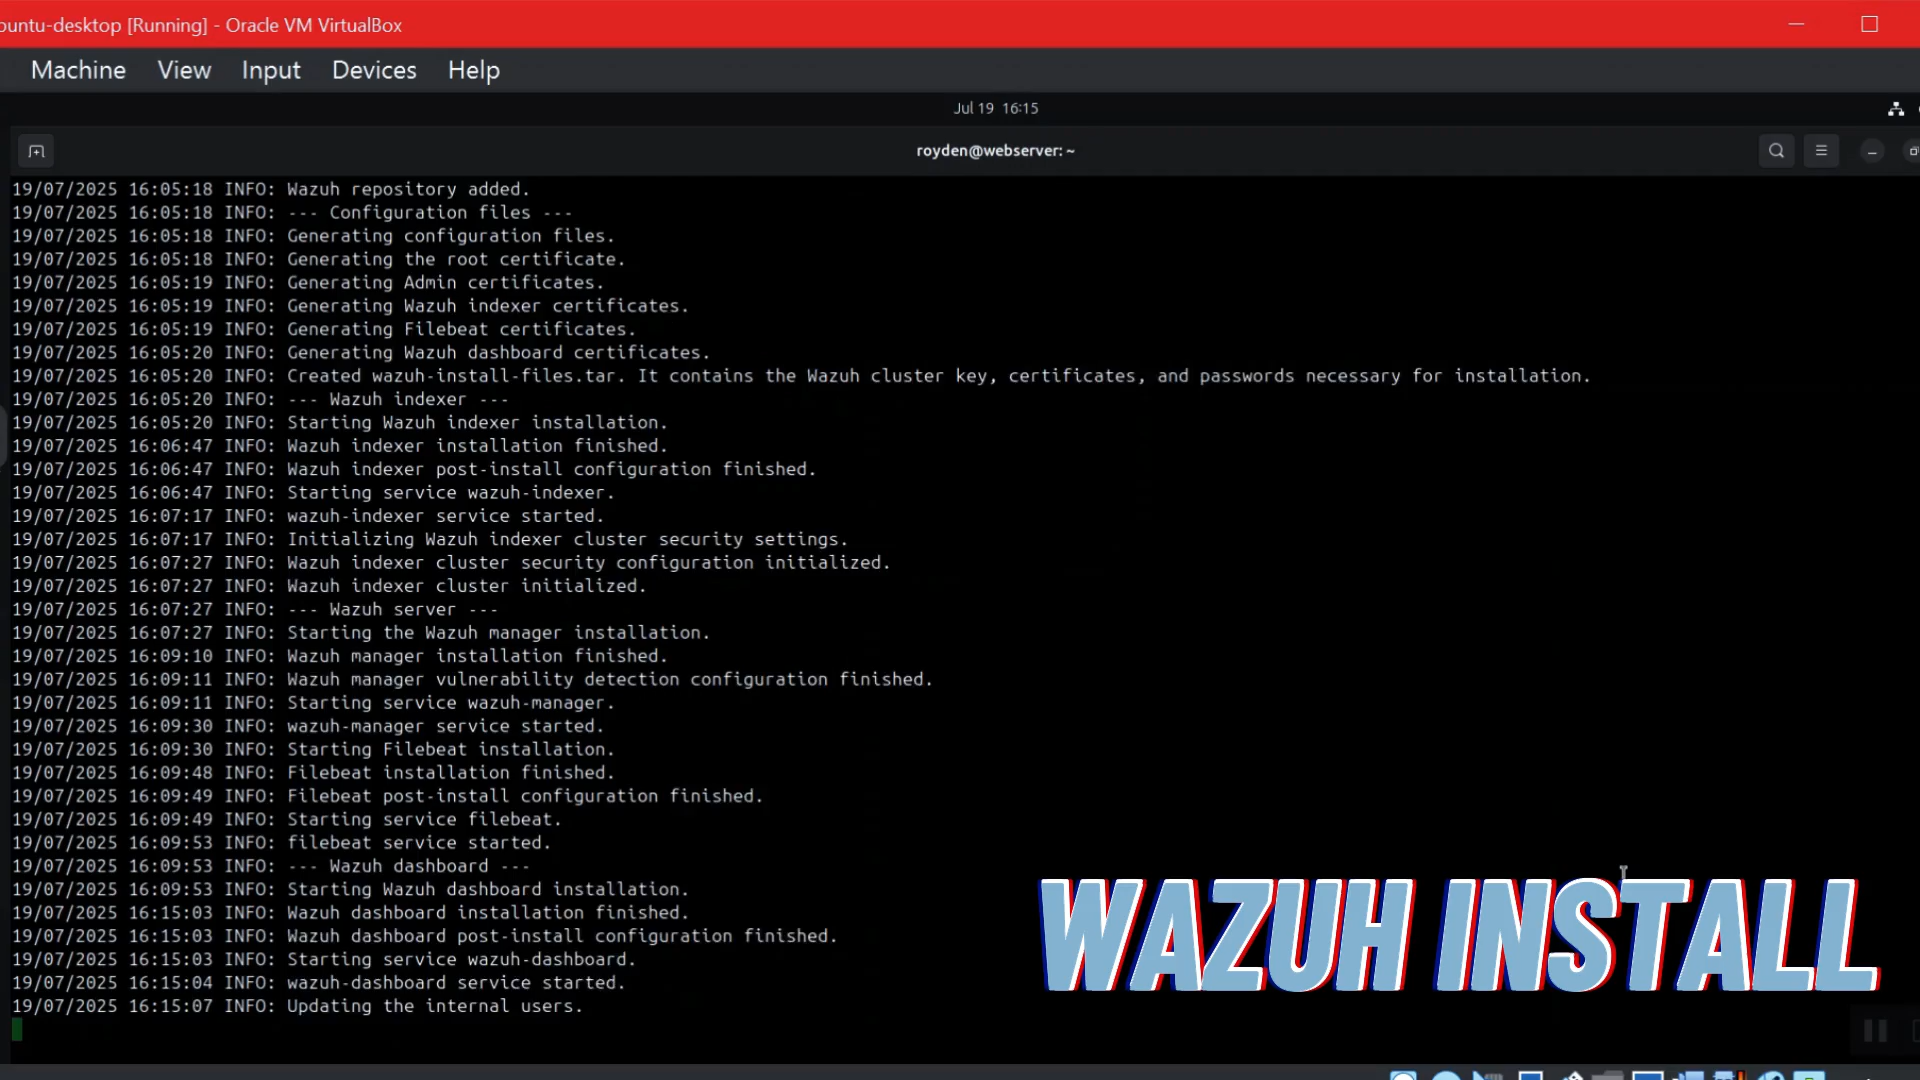 buntu-desktop [Running] - Oracle VM VirtualBox
Machine View Input Devices Help
Jul 19 16:15
royden@webserver: ~
19/07/2025 16:05:18 INFO: Wazuh repository added.
19/07/2025 16:05:18 INFO: --- Configuration files ---
19/07/2025 16:05:18 INFO: Generating configuration files.
19/07/2025 16:05:18 INFO: Generating the root certificate.
19/07/2025 16:05:19 INFO: Generating Admin certificates.
19/07/2025 16:05:19 INFO: Generating Wazuh indexer certificates.
19/07/2025 16:05:19 INFO: Generating Filebeat certificates.
19/07/2025 16:05:20 INFO: Generating Wazuh dashboard certificates.
19/07/2025 16:05:20 INFO: Created wazuh-install-files.tar. It contains the Wazuh cluster key, certificates, and passwords necessary for installation.
19/07/2025 16:05:20 INFO: --- Wazuh indexer ---
19/07/2025 16:05:20 INFO: Starting Wazuh indexer installation.
19/07/2025 16:06:47 INFO: Wazuh indexer installation finished.
19/07/2025 16:06:47 INFO: Wazuh indexer post-install configuration finished.
19/07/2025 16:06:47 INFO: Starting service wazuh-indexer.
19/07/2025 16:07:17 INFO: wazuh-indexer service started.
19/07/2025 16:07:17 INFO: Initializing Wazuh indexer cluster security settings.
19/07/2025 16:07:27 INFO: Wazuh indexer cluster security configuration initialized.
19/07/2025 16:07:27 INFO: Wazuh indexer cluster initialized.
19/07/2025 16:07:27 INFO: --- Wazuh server ---
19/07/2025 16:07:27 INFO: Starting the Wazuh manager installation.
19/07/2025 16:09:10 INFO: Wazuh manager installation finished.
19/07/2025 16:09:11 INFO: Wazuh manager vulnerability detection configuration finished.
19/07/2025 16:09:11 INFO: Starting service wazuh-manager.
19/07/2025 16:09:30 INFO: wazuh-manager service started.
19/07/2025 16:09:30 INFO: Starting Filebeat installation.
19/07/2025 16:09:48 INFO: Filebeat installation finished.
19/07/2025 16:09:49 INFO: Filebeat post-install configuration finished.
19/07/2025 16:09:49 INFO: Starting service filebeat.
19/07/2025 16:09:53 INFO: filebeat service started.
19/07/2025 16:09:53 INFO: --- Wazuh dashboard ---
19/07/2025 16:09:53 INFO: Starting Wazuh dashboard installation.
19/07/2025 16:15:03 INFO: Wazuh dashboard installation finished.
19/07/2025 16:15:03 INFO: Wazuh dashboard post-install configuration finished.
19/07/2025 16:15:03 INFO: Starting service wazuh-dashboard.
19/07/2025 16:15:04 INFO: wazuh-dashboard service started.
19/07/2025 16:15:07 INFO: Updating the internal users.
WAZUH INSTALL